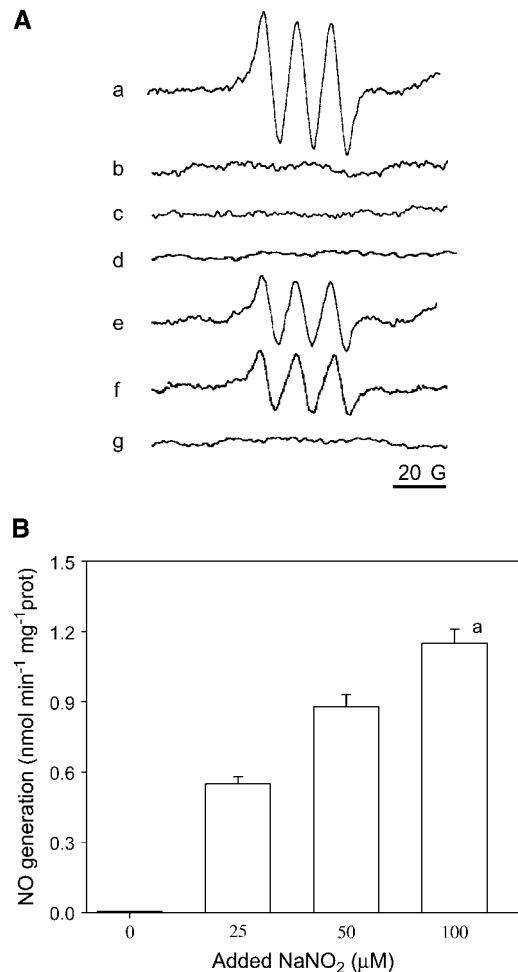 A
a
b
c
d
e
f
g
20 G
B
NO generation (nmol min⁻¹ mg⁻¹prot)
1.5
1.2
0.9
0.6
0.3
0.0
a
0 25 50 100
Added NaNO₂ (μM)